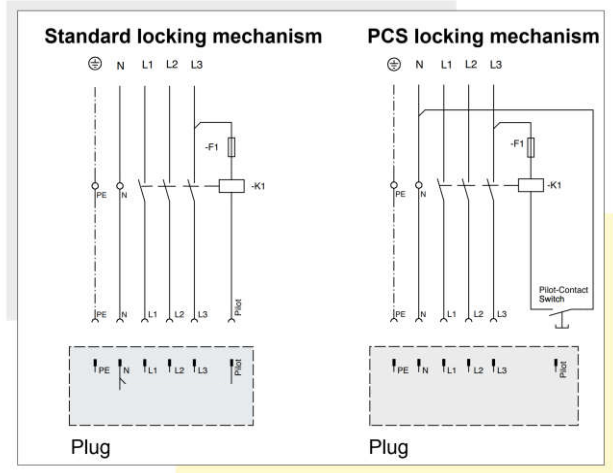 Standard locking mechanism
N L1 L2 L3
-F1
-K1
PE N
PE N L1 L2 L3 Pilot
PE N L1 L2 L3 Pilot
Plug
PCS locking mechanism
N L1 L2 L3
-F1
-K1
PE N
Pilot-Contact
Switch
PE N L1 L2 L3
PE N L1 L2 L3 Pilot
Plug